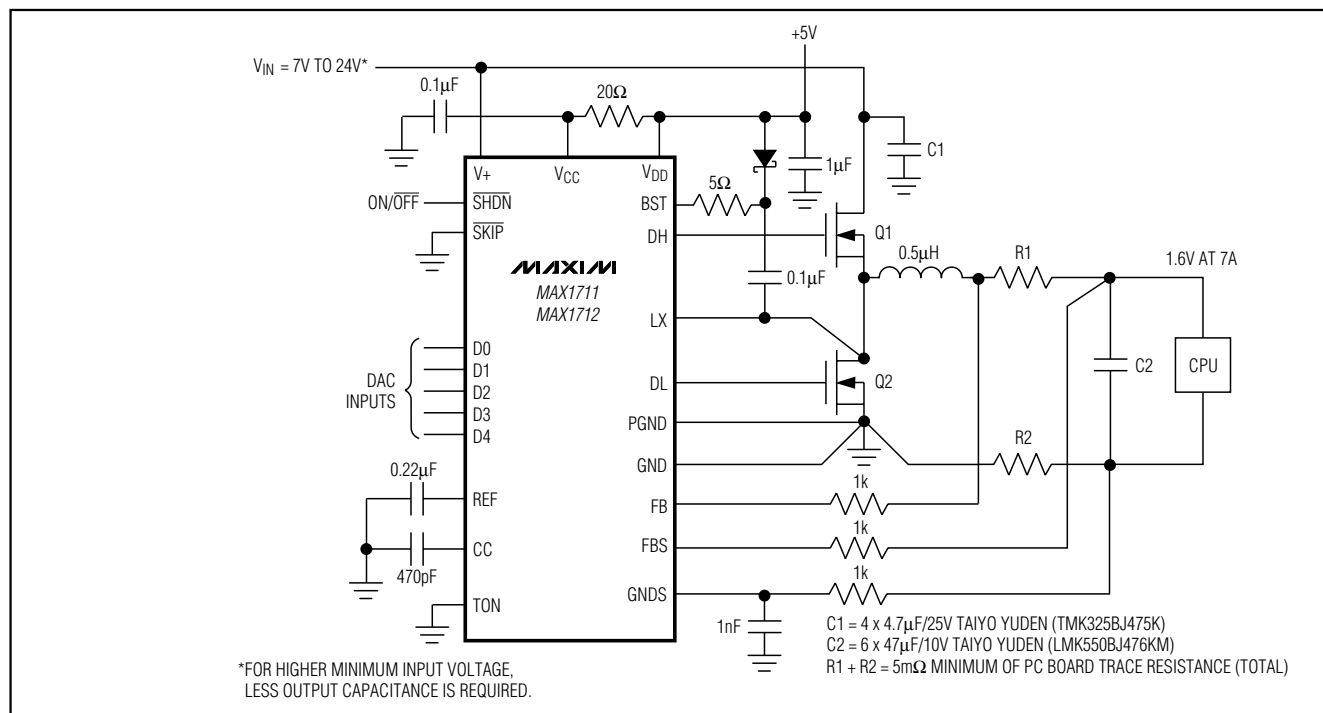 +5V
VIN = 7V TO 24V*
0.1μF
20Ω
C1
1μF
V+
VCC
VDD
5Ω
ON/OFF
SHDN
BST
SKIP
DH
Q1
0.5μH
R1
1.6V AT 7A
MAXIM
MAX1711
MAX1712
0.1μF
LX
D0
D1
D2
D3
D4
DAC
INPUTS
DL
Q2
C2
CPU
PGND
R2
GND
0.22μF
REF
FB
1k
CC
FBS
1k
470pF
TON
GNDS
1k
1nF
C1 = 4 x 4.7μF/25V TAIYO YUDEN (TMK325BJ475K)
C2 = 6 x 47μF/10V TAIYO YUDEN (LMK550BJ476KM)
R1 + R2 = 5mΩ MINIMUM OF PC BOARD TRACE RESISTANCE (TOTAL)
*FOR HIGHER MINIMUM INPUT VOLTAGE,
LESS OUTPUT CAPACITANCE IS REQUIRED.